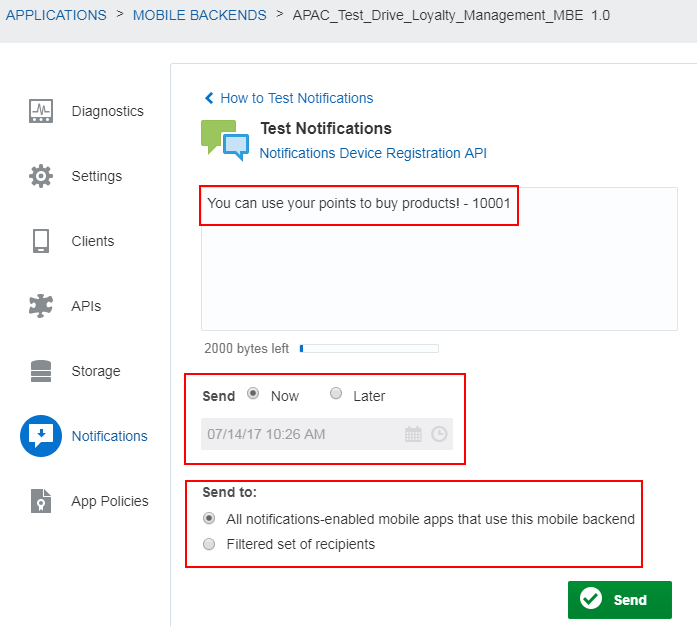 APPLICATIONS > MOBILE BACKENDS > APAC_Test_Drive_Loyalty_Management_MBE 1.0
Diagnostics
Settings
Clients
APIs
Storage
Notifications
App Policies
How to Test Notifications
Test Notifications
Notifications Device Registration API
You can use your points to buy products! - 10001
2000 bytes left
Send Now Later
07/14/17 10:26 AM
Send to:
All notifications-enabled mobile apps that use this mobile backend
Filtered set of recipients
Send